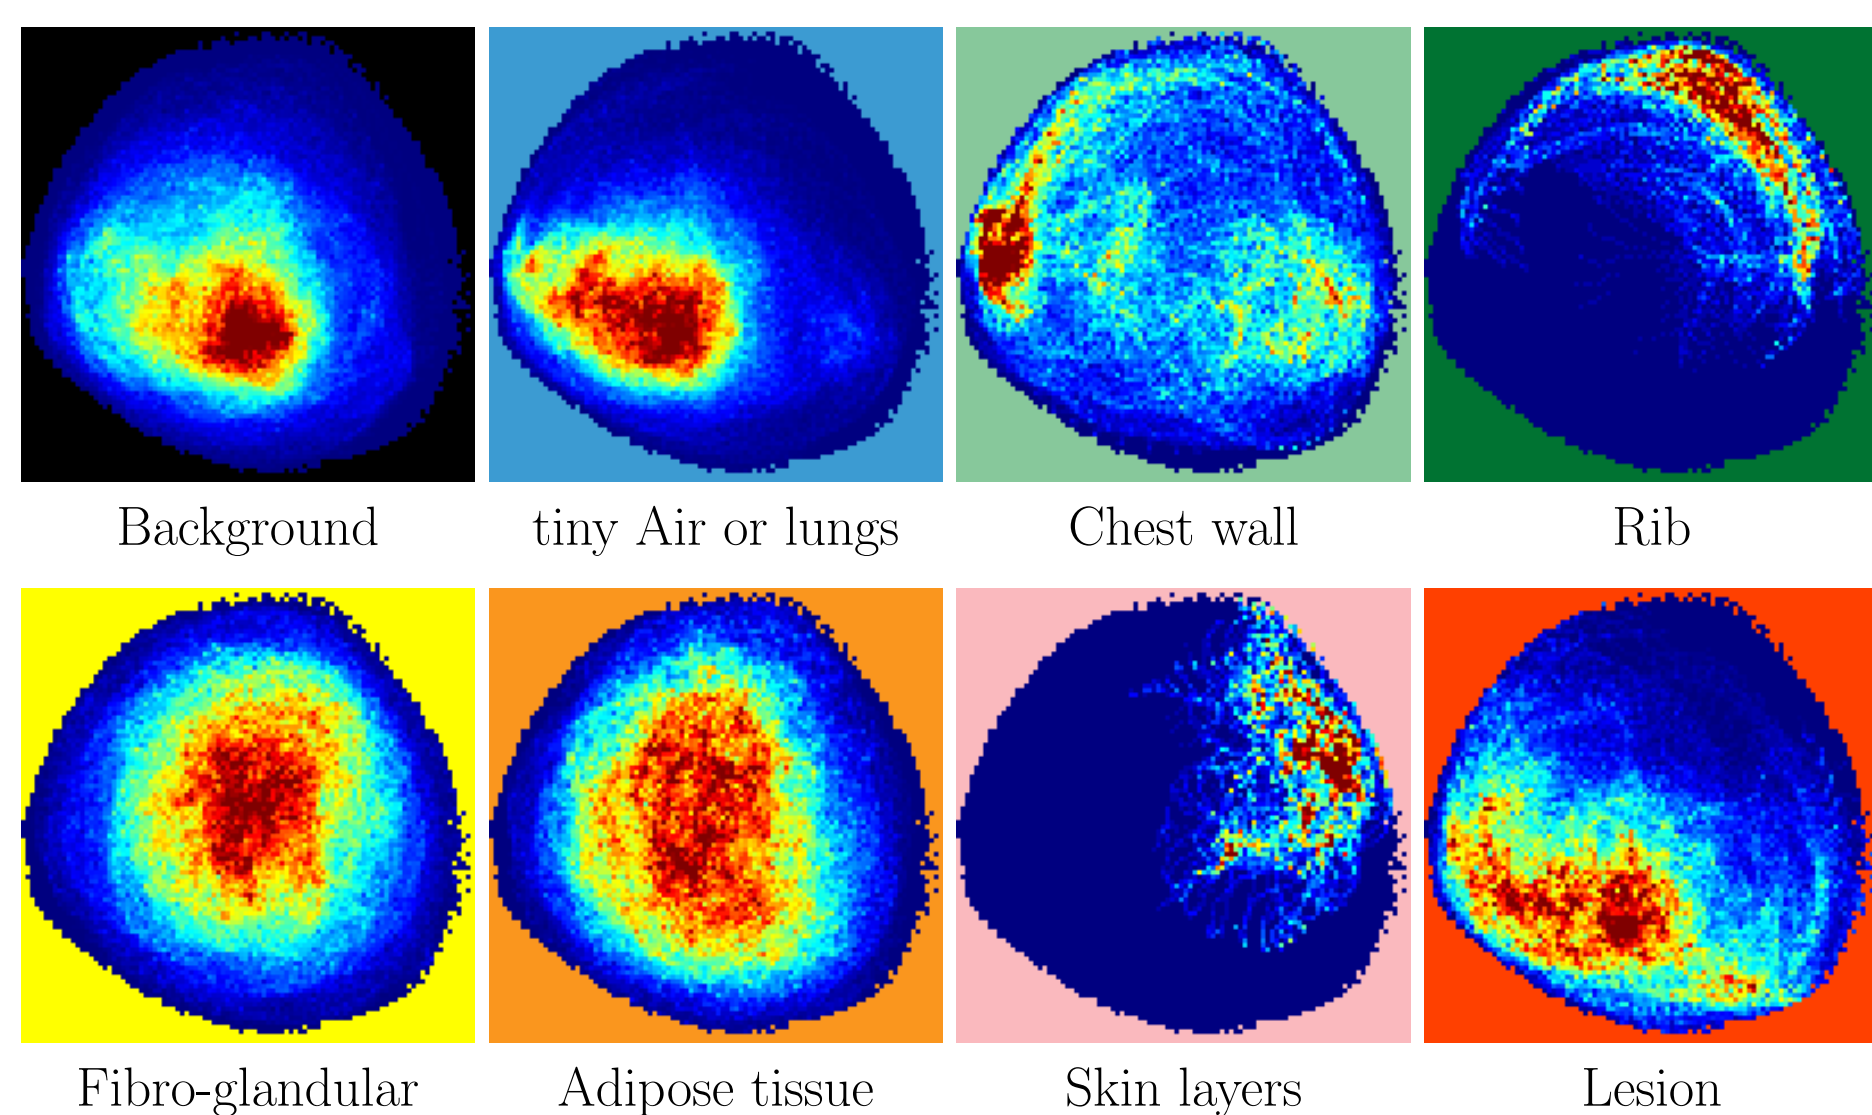 Background
tiny Air or lungs
Chest wall
Rib
Fibro-glandular
Adipose tissue
Skin layers
Lesion